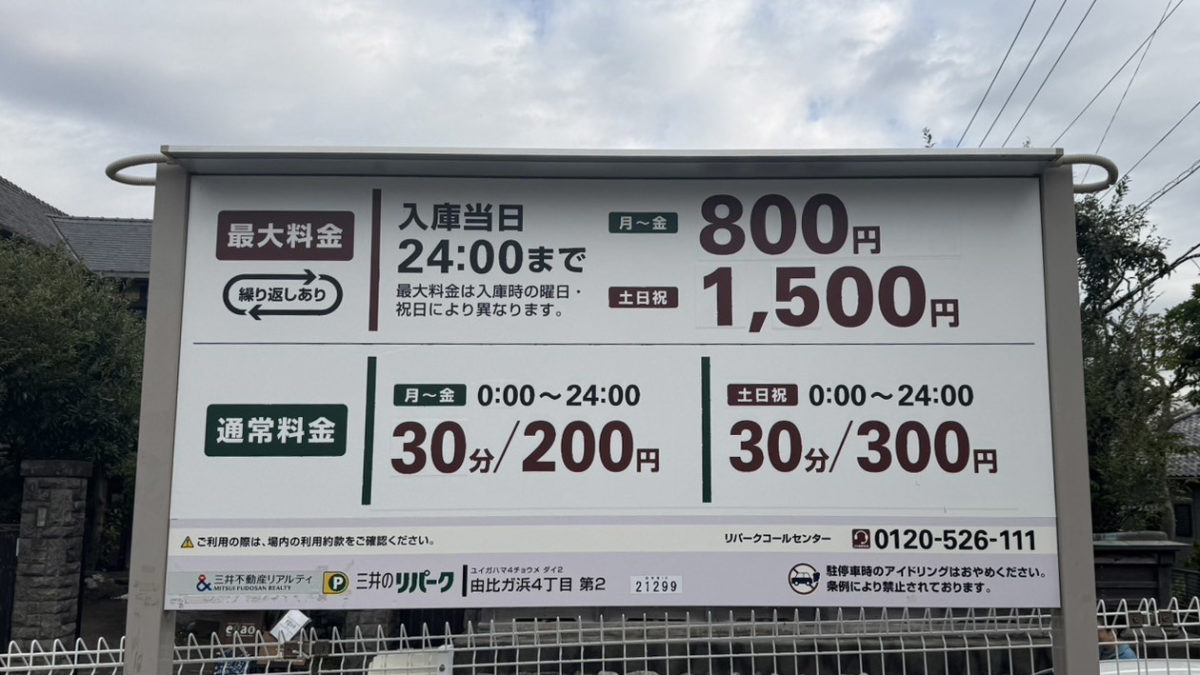 最大料金
繰り返しあり
入庫当日
24:00まで
最大料金は入庫時の曜日・
祝日により異なります。
月～金 800円
土日祝 1,500円
通常料金
月～金 0:00～24:00
30分/200円
土日祝 0:00～24:00
30分/300円
ご利用の際は、場内の利用約款をご確認ください。
リパークコールセンター 0120-526-111
三井不動産リアルティ
MITSUI FUDOSAN REALTY
P 三井のリパーク
ユイガハマ4チョウメ ダイ2
由比ガ浜4丁目 第2
21299
駐停車時のアイドリングはおやめください。
条例により禁止されております。